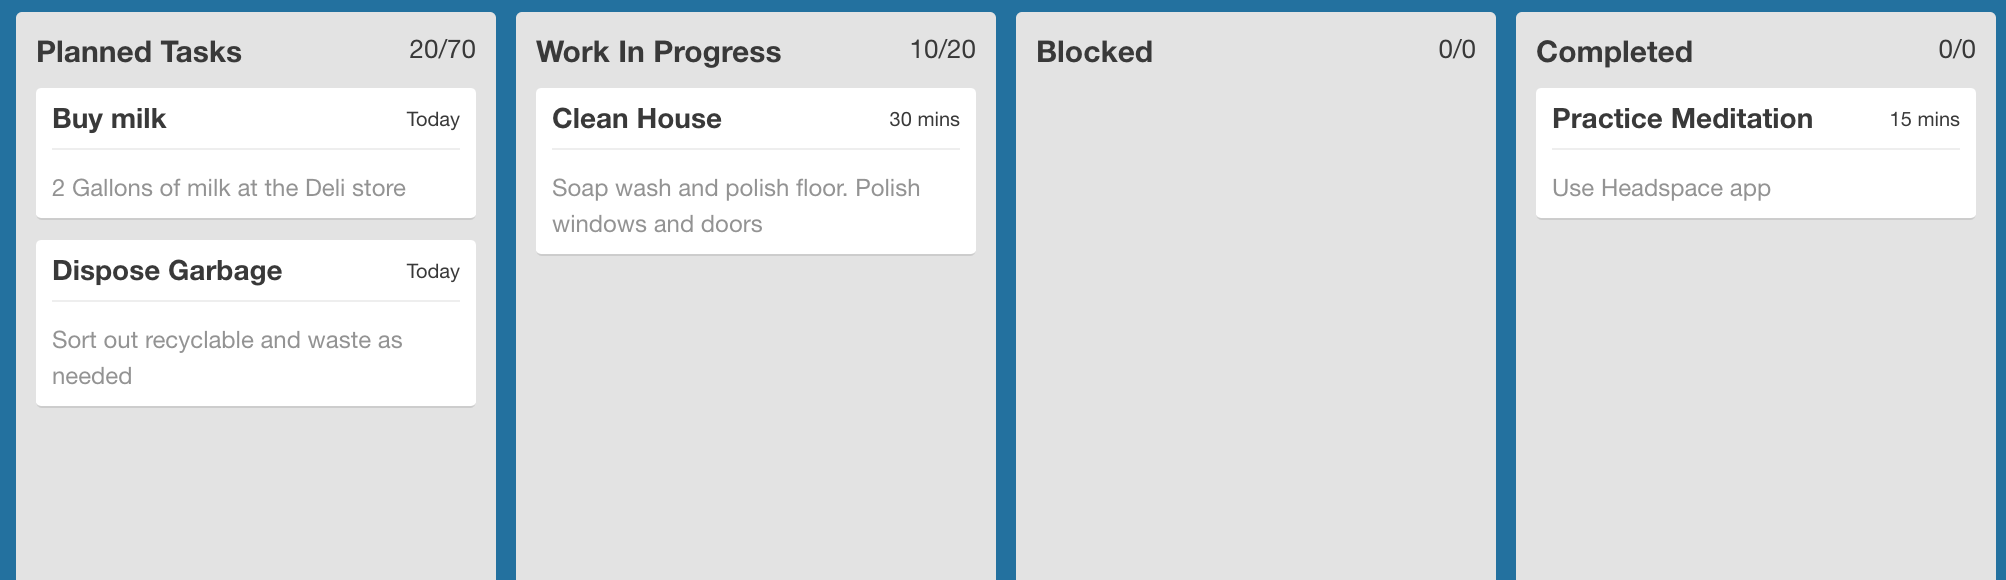 Planned Tasks 20/70
Buy milk Today
2 Gallons of milk at the Deli store
Dispose Garbage Today
Sort out recyclable and waste as
needed
Work In Progress 10/20
Clean House 30 mins
Soap wash and polish floor. Polish
windows and doors
Blocked 0/0
Completed 0/0
Practice Meditation 15 mins
Use Headspace app